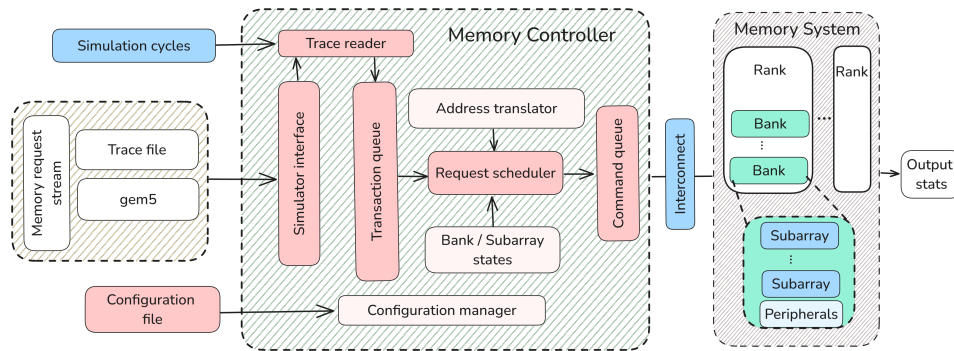 Simulation cycles
Memory request
stream
Trace file
gem5
Configuration
file
Memory Controller
Trace reader
Simulator interface
Transaction queue
Address translator
Request scheduler
Bank / Subarray
states
Command queue
Configuration manager
Interconnect
Memory System
Rank
Bank
...
Bank
...
Rank
Subarray
...
Subarray
Peripherals
Output
stats